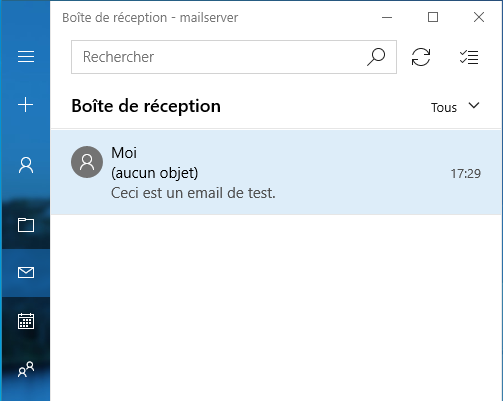 Boîte de réception - mailserver
Rechercher
Boîte de réception
Tous
Moi
(aucun objet)
17:29
Ceci est un email de test.